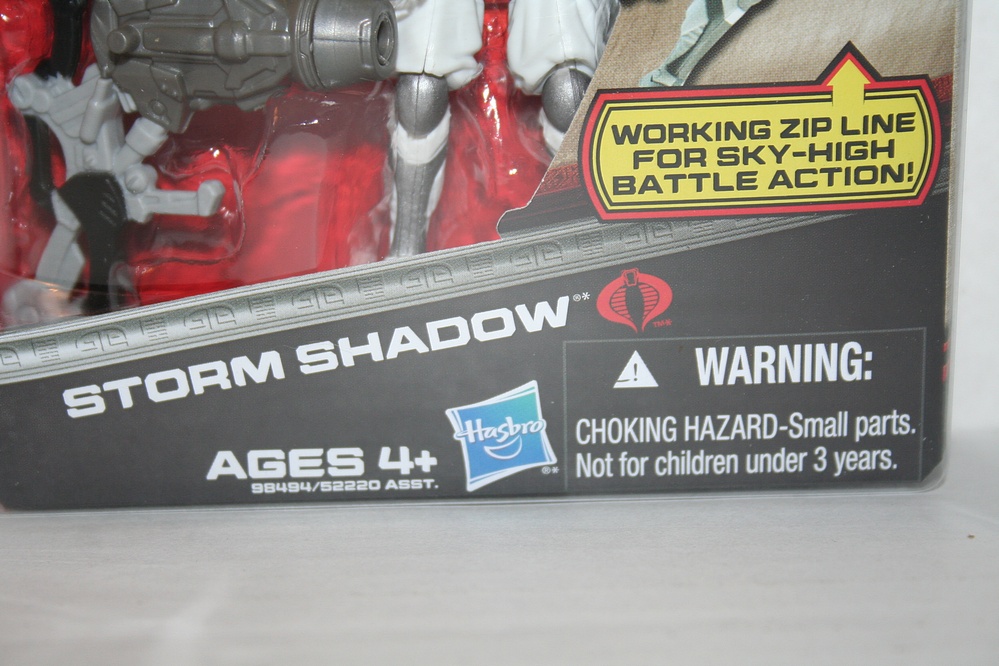 WORKING ZIP LINE
FOR SKY-HIGH
BATTLE ACTION!
STORM SHADOW®*
TM*
WARNING:
CHOKING HAZARD-Small parts.
Not for children under 3 years.
Hasbro
®*
AGES 4+
98494/52220 ASST.